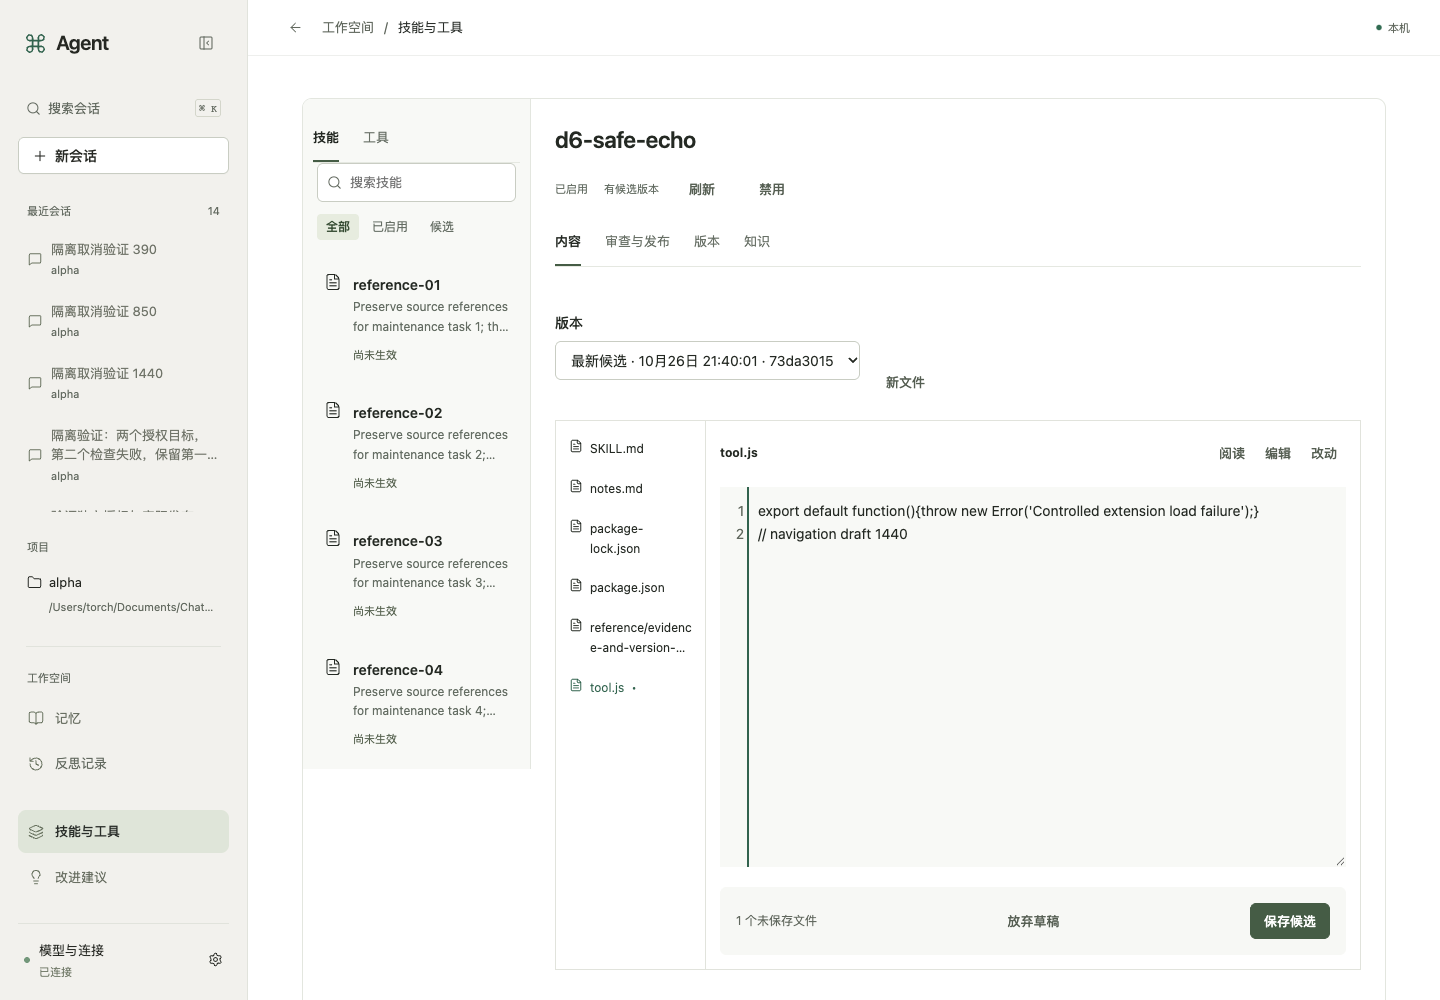 Agent
搜索会话
⌘ K
新会话
最近会话 14
隔离取消验证 390
alpha
隔离取消验证 850
alpha
隔离取消验证 1440
alpha
隔离验证：两个授权目标，
第二个检查失败，保留第一...
alpha
项目
alpha
/Users/torch/Documents/Chat...
工作空间
记忆
反思记录
技能与工具
改进建议
模型与连接
已连接
工作空间 / 技能与工具
本机
技能 工具
搜索技能
全部 已启用 候选
reference-01
Preserve source references
for maintenance task 1; th...
尚未生效
reference-02
Preserve source references
for maintenance task 2;...
尚未生效
reference-03
Preserve source references
for maintenance task 3;...
尚未生效
reference-04
Preserve source references
for maintenance task 4;...
尚未生效
d6-safe-echo
已启用 有候选版本 刷新 禁用
内容 审查与发布 版本 知识
版本
最新候选 · 10月26日 21:40:01 · 73da3015
新文件
SKILL.md
notes.md
package-
lock.json
package.json
reference/evidenc
e-and-version-...
tool.js •
tool.js
阅读 编辑 改动
1 export default function(){throw new Error('Controlled extension load failure');}
2 // navigation draft 1440
1 个未保存文件
放弃草稿
保存候选